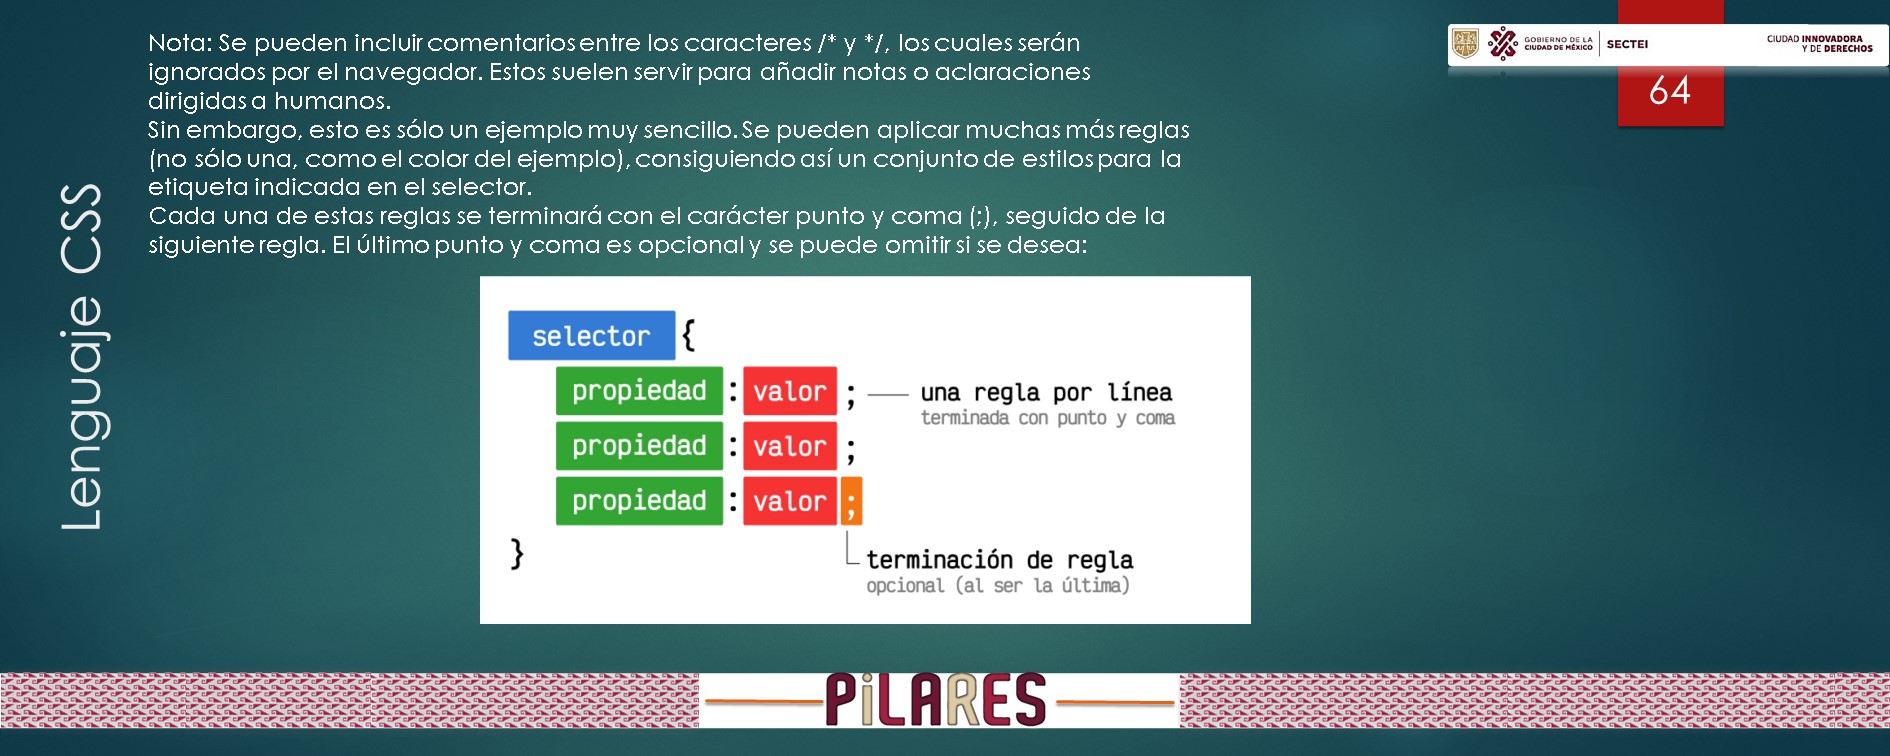 Nota: Se pueden incluir comentarios entre los caracteres /* y */, los cuales serán
ignorados por el navegador. Estos suelen servir para añadir notas o aclaraciones
dirigidas a humanos.
Sin embargo, esto es sólo un ejemplo muy sencillo. Se pueden aplicar muchas más reglas
(no sólo una, como el color del ejemplo), consiguiendo así un conjunto de estilos para la
etiqueta indicada en el selector.
Cada una de estas reglas se terminará con el carácter punto y coma (;), seguido de la
siguiente regla. El último punto y coma es opcional y se puede omitir si se desea:
GOBIERNO DE LA
CIUDAD DE MÉXICO
SECTEI
CIUDAD INNOVADORA
Y DE DERECHOS
64
Lenguaje CSS
selector {
propiedad : valor ; una regla por línea
terminada con punto y coma
propiedad : valor ;
propiedad : valor ;
}
terminación de regla
opcional (al ser la última)
PiLARES